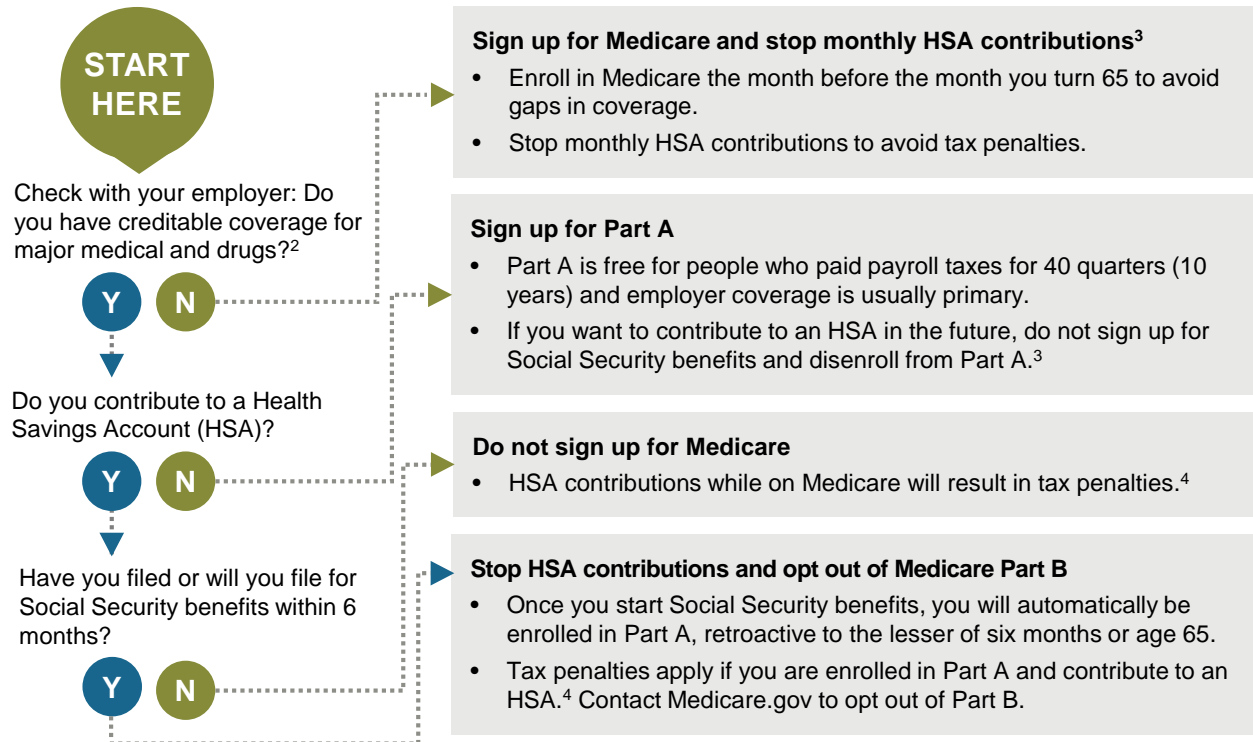 START
HERE
Check with your employer: Do
you have creditable coverage for
major medical and drugs?²
Y N
Do you contribute to a Health
Savings Account (HSA)?
Y N
Have you filed or will you file for
Social Security benefits within 6
months?
Y N
Sign up for Medicare and stop monthly HSA contributions³
• Enroll in Medicare the month before the month you turn 65 to avoid
gaps in coverage.
• Stop monthly HSA contributions to avoid tax penalties.
Sign up for Part A
• Part A is free for people who paid payroll taxes for 40 quarters (10
years) and employer coverage is usually primary.
• If you want to contribute to an HSA in the future, do not sign up for
Social Security benefits and disenroll from Part A.³
Do not sign up for Medicare
• HSA contributions while on Medicare will result in tax penalties.⁴
Stop HSA contributions and opt out of Medicare Part B
• Once you start Social Security benefits, you will automatically be
enrolled in Part A, retroactive to the lesser of six months or age 65.
• Tax penalties apply if you are enrolled in Part A and contribute to an
HSA.⁴ Contact Medicare.gov to opt out of Part B.